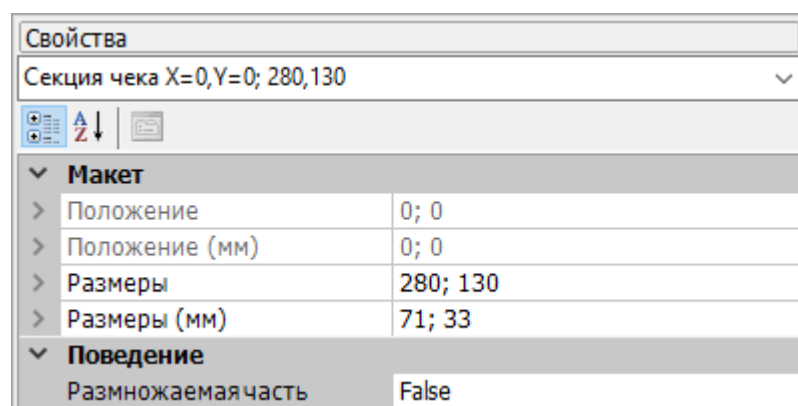 Свойства
Секция чека X=0,Y=0; 280,130
Макет
Положение 0; 0
Положение (мм) 0; 0
Размеры 280; 130
Размеры (мм) 71; 33
Поведение
Размножаемая часть False